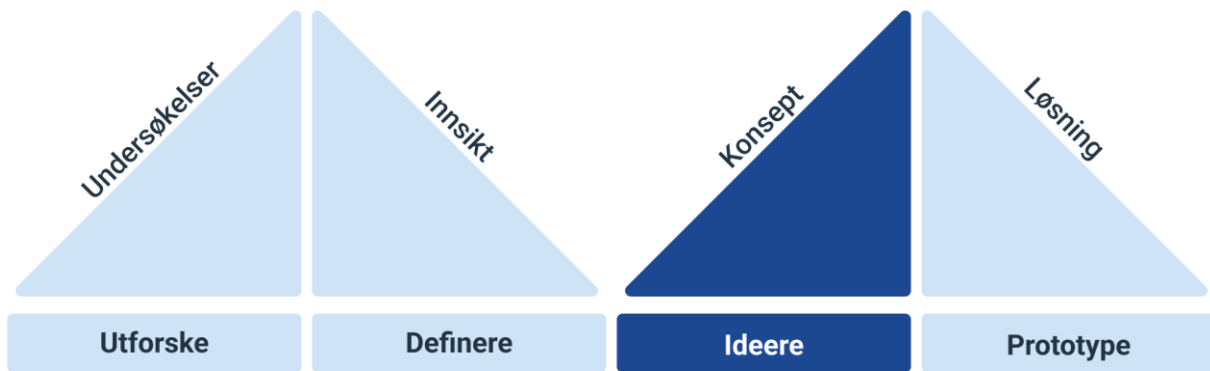 Undersøkelser
Innsikt
Konsept
Løsning
Utforske
Definere
Ideere
Prototype